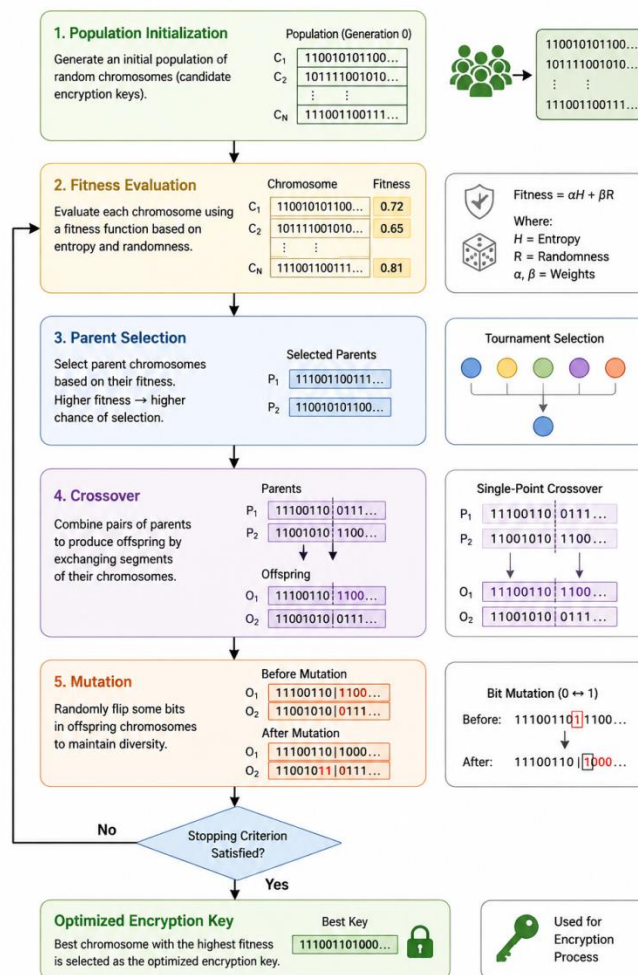 1. Population Initialization
Generate an initial population of
random chromosomes (candidate
encryption keys).
Population (Generation 0)
C₁ 110010101100...
C₂ 101111001010...
⋮ ⋮
C_N 111001100111...
110010101100...
101111001010...
⋮ ⋮
111001100111...
2. Fitness Evaluation
Evaluate each chromosome using
a fitness function based on
entropy and randomness.
Chromosome Fitness
C₁ 110010101100... 0.72
C₂ 101111001010... 0.65
⋮ ⋮
C_N 111001100111... 0.81
Fitness = αH + βR
Where:
H = Entropy
R = Randomness
α, β = Weights
3. Parent Selection
Select parent chromosomes
based on their fitness.
Higher fitness → higher
chance of selection.
Selected Parents
P₁ 111001100111...
P₂ 110010101100...
Tournament Selection
4. Crossover
Combine pairs of parents
to produce offspring by
exchanging segments
of their chromosomes.
Parents
P₁ 11100110 0111...
P₂ 11001010 1100...
Offspring
O₁ 11100110 1100...
O₂ 11001010 0111...
Single-Point Crossover
P₁ 11100110 0111...
P₂ 11001010 1100...
O₁ 11100110 1100...
O₂ 11001010 0111...
5. Mutation
Randomly flip some bits
in offspring chromosomes
to maintain diversity.
Before Mutation
O₁ 11100110|1100...
O₂ 11001010|0111...
After Mutation
O₁ 11100110|1000...
O₂ 11001011|0111...
Bit Mutation (0 ↔ 1)
Before: 1110011011100...
After: 11100110|1000...
No
Stopping Criterion
Satisfied?
Yes
Optimized Encryption Key
Best chromosome with the highest fitness
is selected as the optimized encryption key.
Best Key
111001101000...
Used for
Encryption
Process